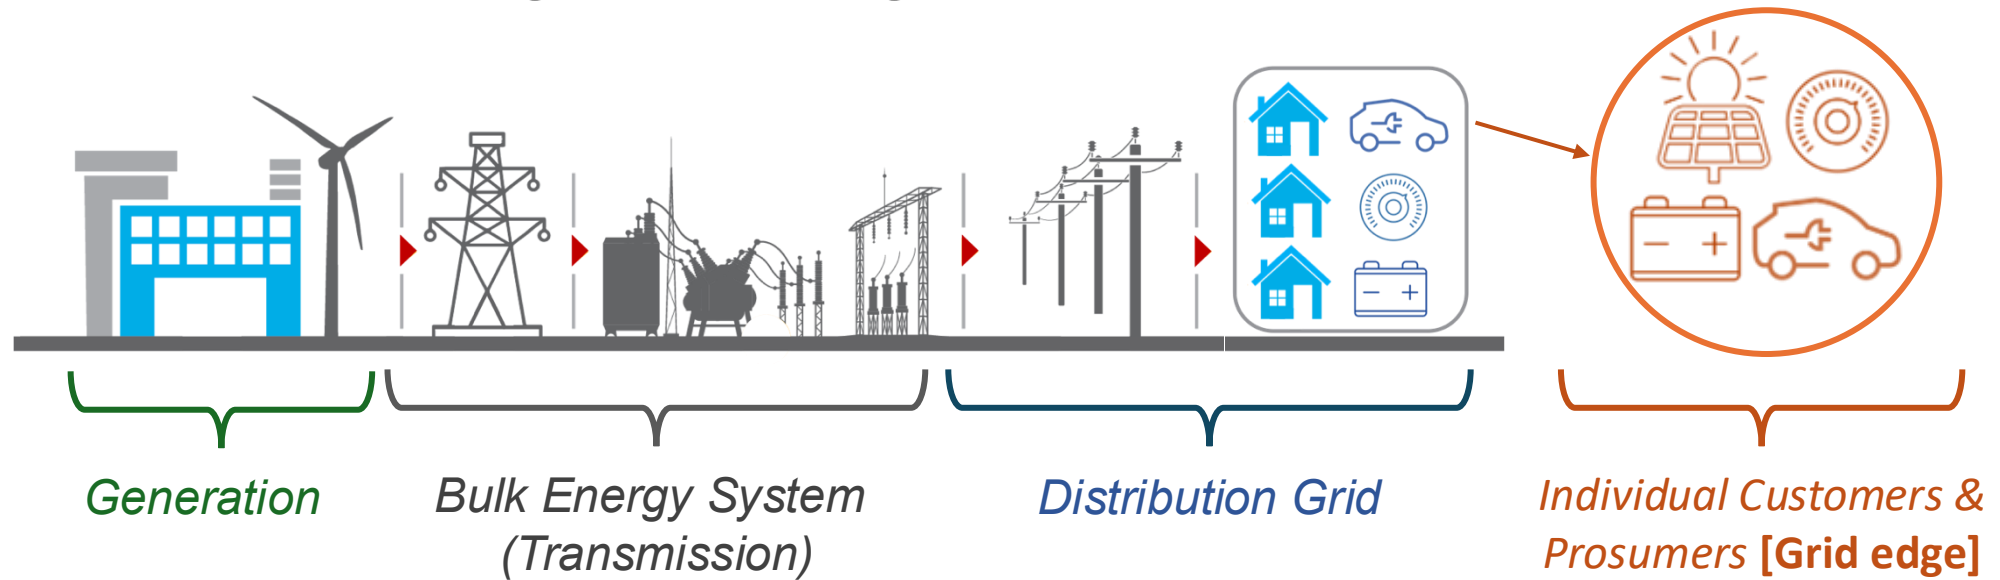 Generation
Bulk Energy System
(Transmission)
Distribution Grid
Individual Customers &
Prosumers [Grid edge]